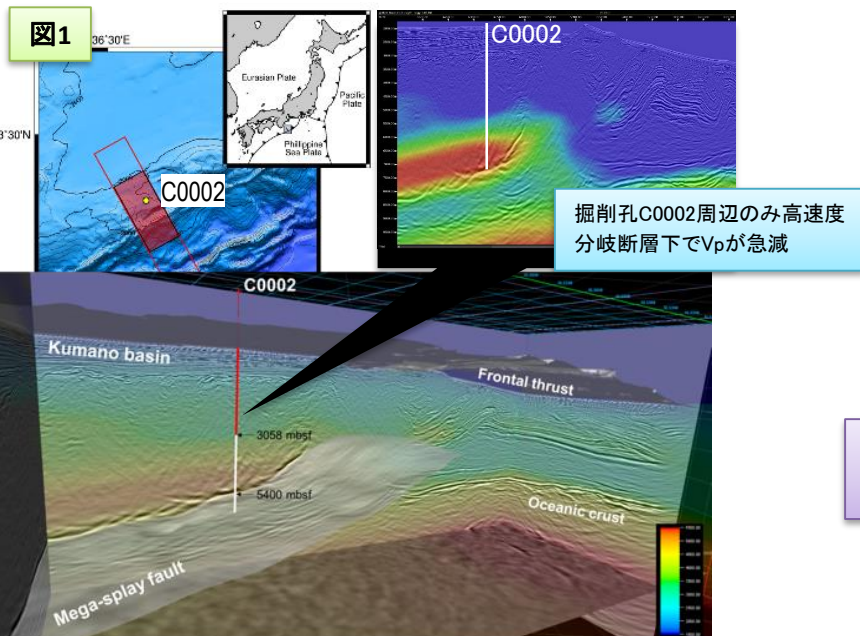 図1
36°30'E
3°30'N
C0002
Eurasian Plate
Pacific
Plate
Philippine
Sea Plate
C0002
掘削孔C0002周辺のみ高速度
分岐断層下でVpが急減
C0002
Kumano basin
Frontal thrust
3058 mbsf
5400 mbsf
Oceanic crust
Mega-splay fault